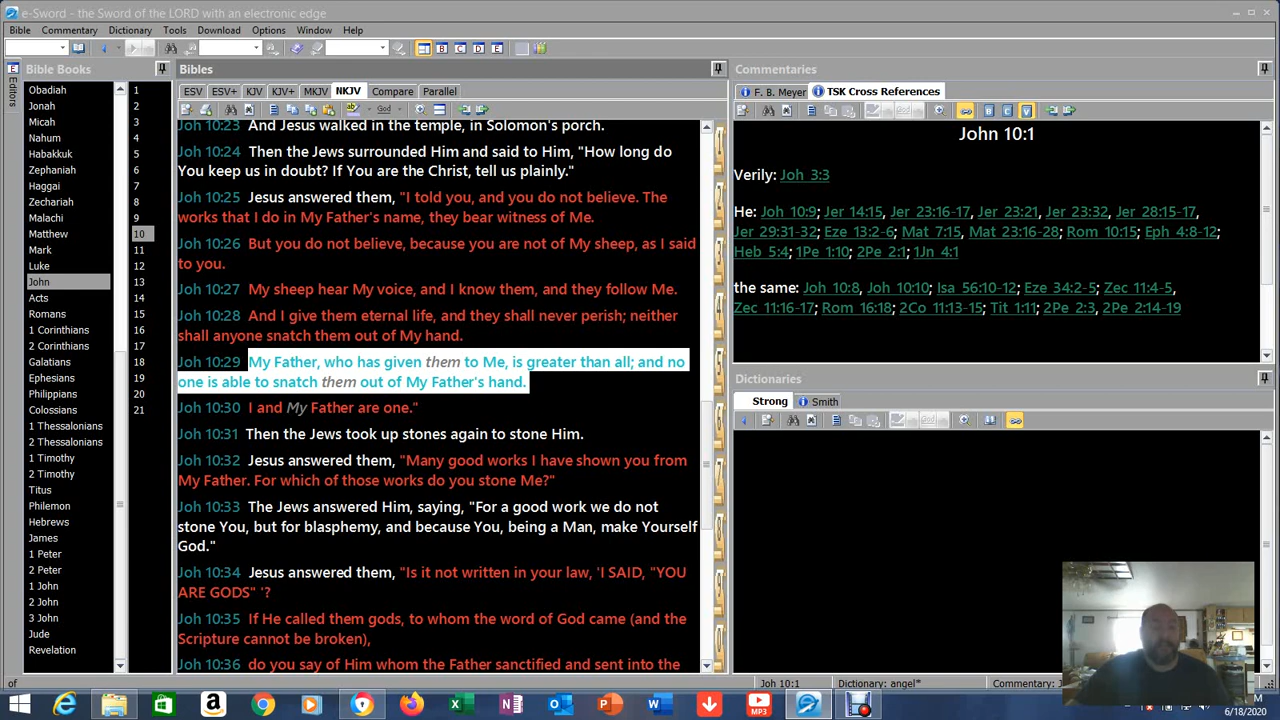 e-Sword - the Sword of the LORD with an electronic edge
Bible Commentary Dictionary Tools Download Options Window Help
B C D E
Editors
Bible Books
Obadiah
Jonah
Micah
Nahum
Habakkuk
Zephaniah
Haggai
Zechariah
Malachi
Matthew
Mark
Luke
John
Acts
Romans
1 Corinthians
2 Corinthians
Galatians
Ephesians
Philippians
Colossians
1 Thessalonians
2 Thessalonians
1 Timothy
2 Timothy
Titus
Philemon
Hebrews
James
1 Peter
2 Peter
1 John
2 John
3 John
Jude
Revelation
1
2
3
4
5
6
7
8
9
10
11
12
13
14
15
16
17
18
19
20
21
Bibles
ESV ESV+ KJV KJV+ MKJV NKJV Compare Parallel
Joh 10:23 And Jesus walked in the temple, in Solomon's porch.
Joh 10:24 Then the Jews surrounded Him and said to Him, "How long do
You keep us in doubt? If You are the Christ, tell us plainly."
Joh 10:25 Jesus answered them, "I told you, and you do not believe. The
works that I do in My Father's name, they bear witness of Me.
Joh 10:26 But you do not believe, because you are not of My sheep, as I said
to you.
Joh 10:27 My sheep hear My voice, and I know them, and they follow Me.
Joh 10:28 And I give them eternal life, and they shall never perish; neither
shall anyone snatch them out of My hand.
Joh 10:29 My Father, who has given them to Me, is greater than all; and no
one is able to snatch them out of My Father's hand.
Joh 10:30 I and My Father are one."
Joh 10:31 Then the Jews took up stones again to stone Him.
Joh 10:32 Jesus answered them, "Many good works I have shown you from
My Father. For which of those works do you stone Me?"
Joh 10:33 The Jews answered Him, saying, "For a good work we do not
stone You, but for blasphemy, and because You, being a Man, make Yourself
God."
Joh 10:34 Jesus answered them, "Is it not written in your law, 'I SAID, "YOU
ARE GODS" '?
Joh 10:35 If He called them gods, to whom the word of God came (and the
Scripture cannot be broken),
Joh 10:36 do you say of Him whom the Father sanctified and sent into the
Commentaries
F. B. Meyer TSK Cross References
B C V
John 10:1
Verily: Joh 3:3
He: Joh 10:9; Jer 14:15, Jer 23:16-17, Jer 23:21, Jer 23:32, Jer 28:15-17,
Jer 29:31-32; Eze 13:2-6; Mat 7:15, Mat 23:16-28; Rom 10:15; Eph 4:8-12;
Heb 5:4; 1Pe 1:10; 2Pe 2:1; 1Jn 4:1
the same: Joh 10:8, Joh 10:10; Isa 56:10-12; Eze 34:2-5; Zec 11:4-5,
Zec 11:16-17; Rom 16:18; 2Co 11:13-15; Tit 1:11; 2Pe 2:3, 2Pe 2:14-19
Dictionaries
Strong Smith
of
John 10:1 Dictionary: angel* Commentary: J
MP3
M
6/18/2020